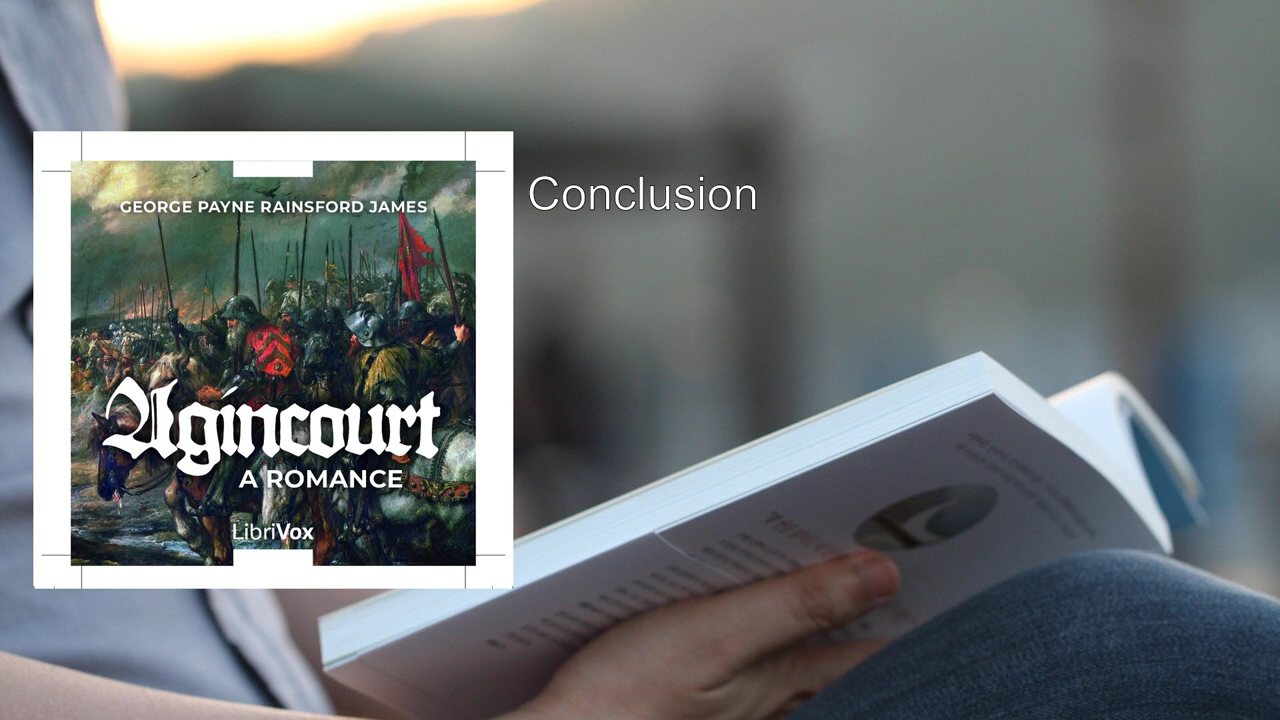 GEORGE PAYNE RAINSFORD JAMES
Agincourt
A ROMANCE
LibriVox
Conclusion